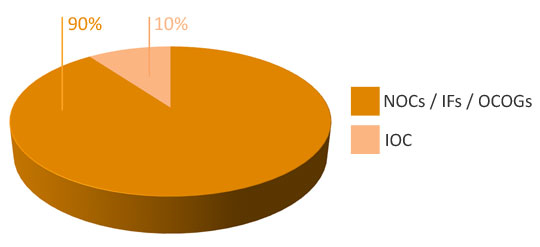 90% 10%
NOCs / IFs / OCOGs
IOC